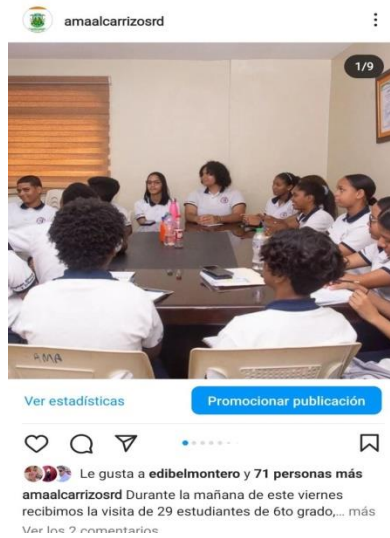 amaalcarrizosrd
1/9
AMA
Ver estadísticas
Promocionar publicación
Le gusta a edibelmontero y 71 personas más
amaalcarrizosrd Durante la mañana de este viernes
recibimos la visita de 29 estudiantes de 6to grado,... más
Ver los 2 comentarios